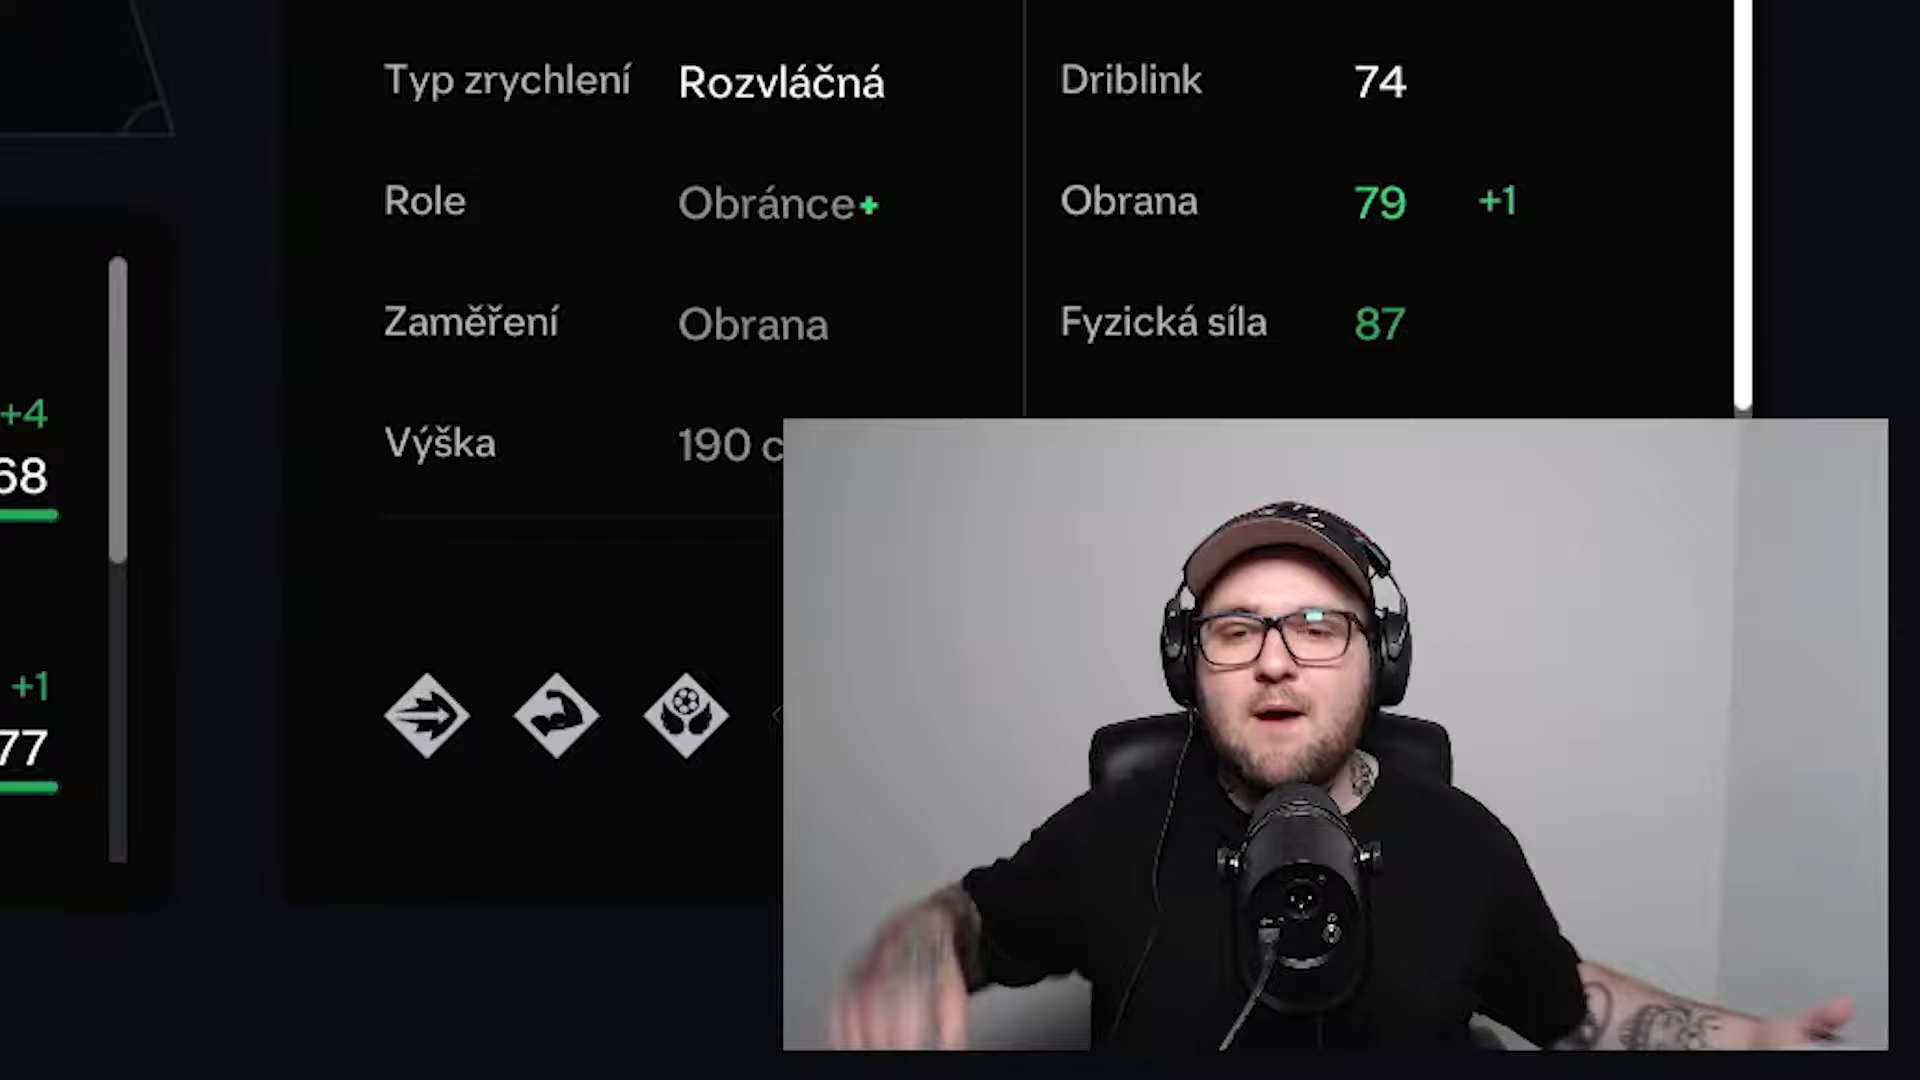 Typ zrychlení Rozvláčná
Role Obránce+
Zaměření Obrana
Výška 190 c
Driblink 74
Obrana 79 +1
Fyzická síla 87
+4
68
+1
77